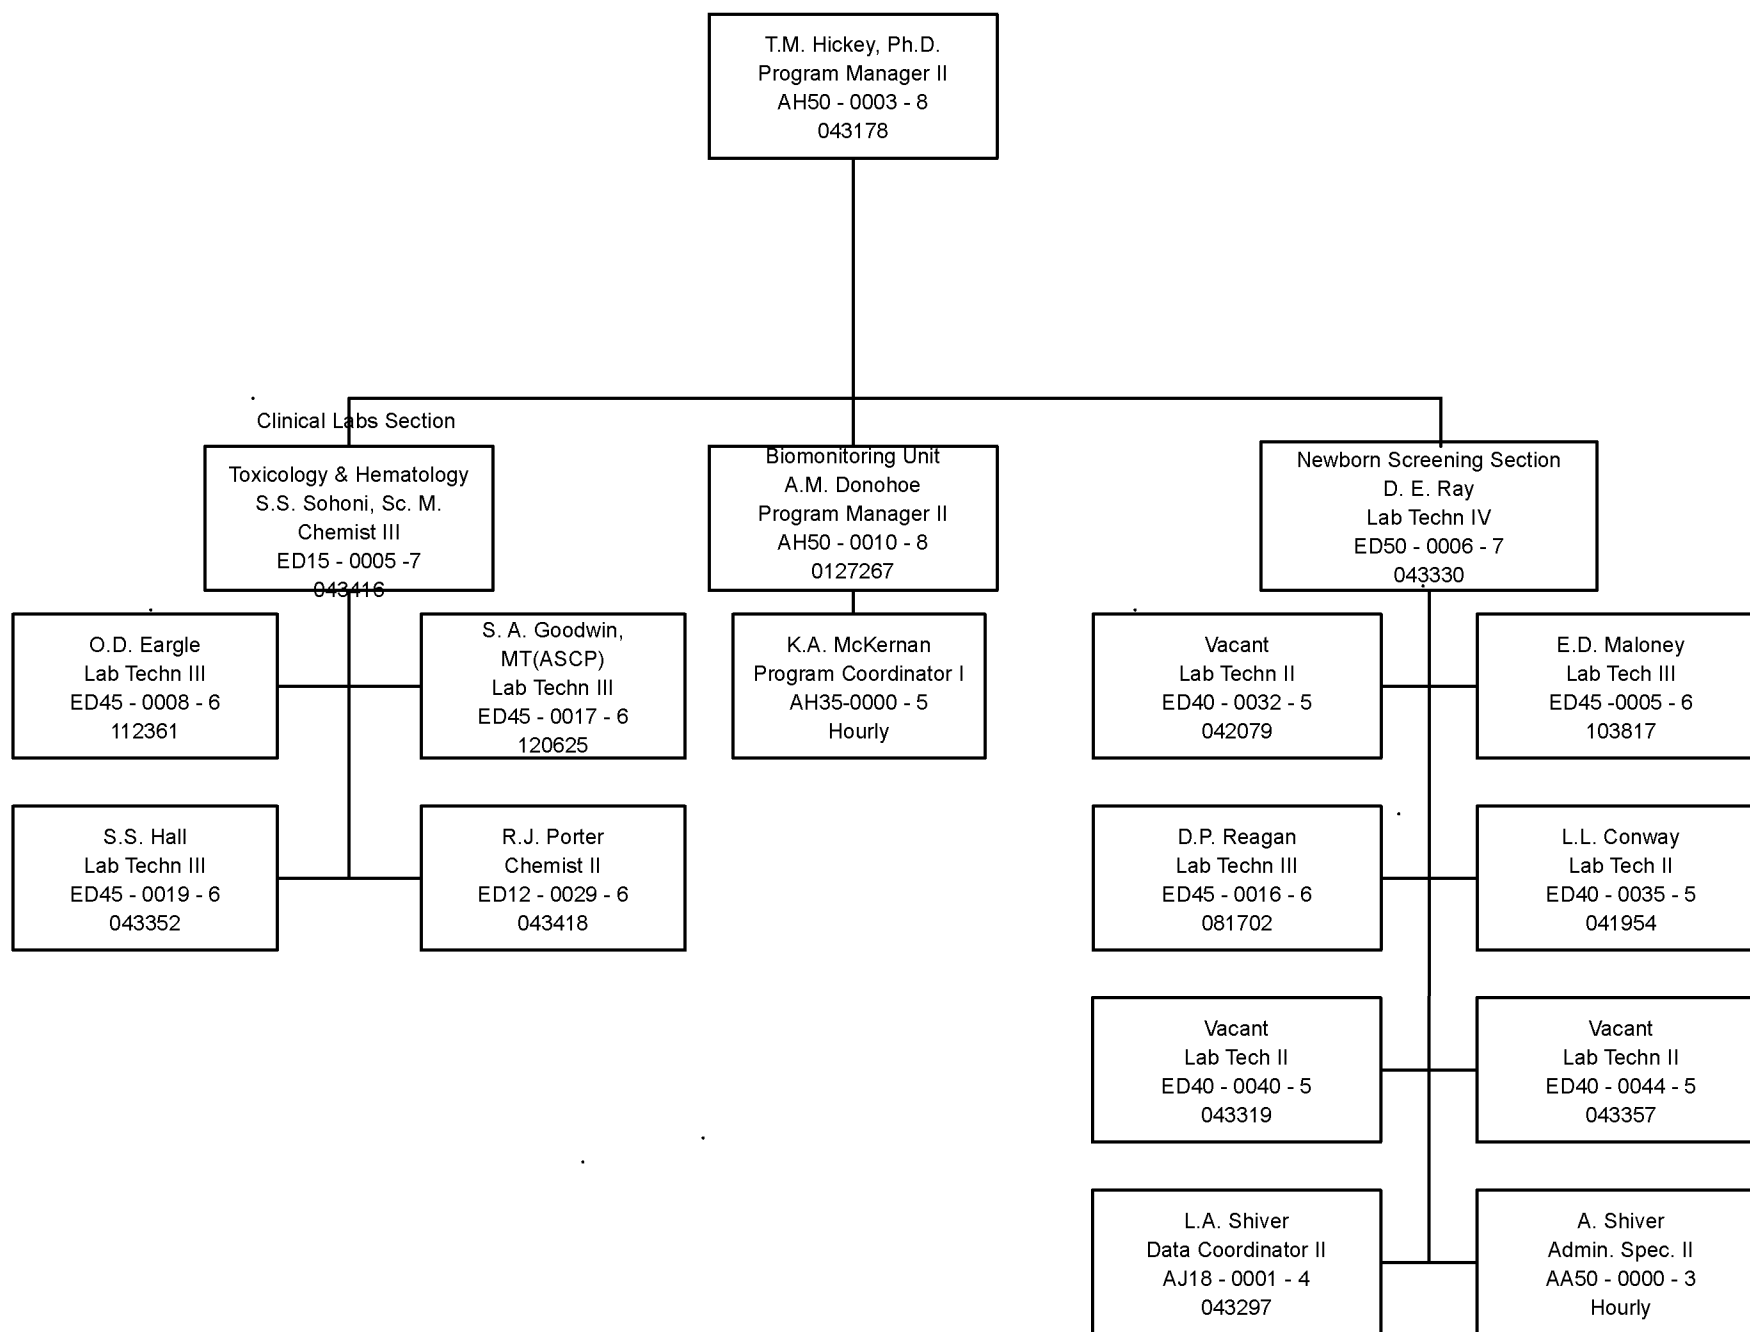 T.M. Hickey, Ph.D.
Program Manager II
AH50 - 0003 - 8
043178
Clinical Labs Section
Toxicology & Hematology
S.S. Sohoni, Sc. M.
Chemist III
ED15 - 0005 -7
043416
Biomonitoring Unit
A.M. Donohoe
Program Manager II
AH50 - 0010 - 8
0127267
Newborn Screening Section
D. E. Ray
Lab Techn IV
ED50 - 0006 - 7
043330
O.D. Eargle
Lab Techn III
ED45 - 0008 - 6
112361
S. A. Goodwin,
MT(ASCP)
Lab Techn III
ED45 - 0017 - 6
120625
K.A. McKernan
Program Coordinator I
AH35-0000 - 5
Hourly
Vacant
Lab Techn II
ED40 - 0032 - 5
042079
E.D. Maloney
Lab Tech III
ED45 -0005 - 6
103817
S.S. Hall
Lab Techn III
ED45 - 0019 - 6
043352
R.J. Porter
Chemist II
ED12 - 0029 - 6
043418
D.P. Reagan
Lab Techn III
ED45 - 0016 - 6
081702
L.L. Conway
Lab Tech II
ED40 - 0035 - 5
041954
Vacant
Lab Tech II
ED40 - 0040 - 5
043319
Vacant
Lab Techn II
ED40 - 0044 - 5
043357
L.A. Shiver
Data Coordinator II
AJ18 - 0001 - 4
043297
A. Shiver
Admin. Spec. II
AA50 - 0000 - 3
Hourly